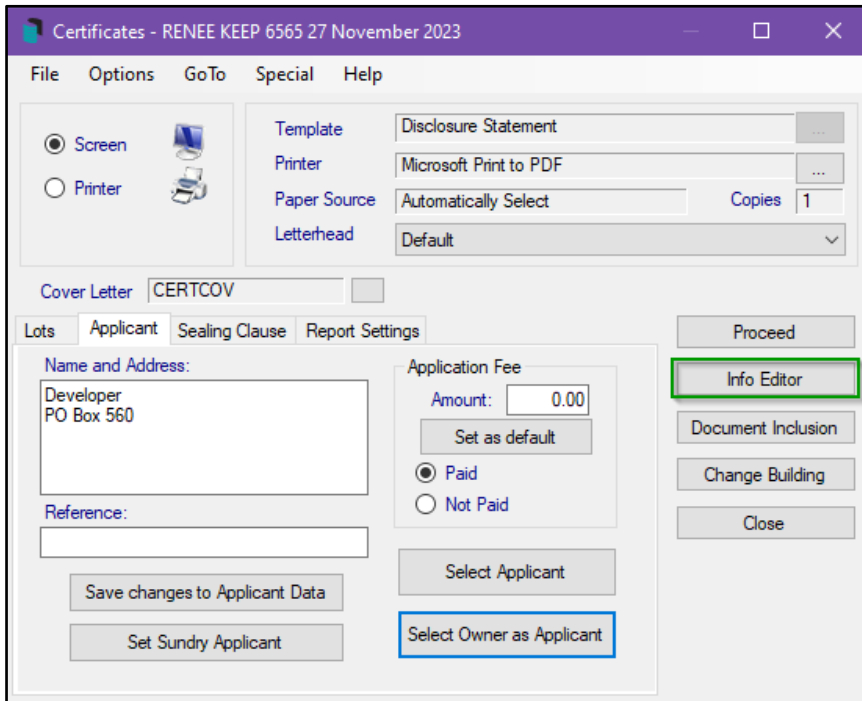 Certificates - RENEE KEEP 6565 27 November 2023
File Options GoTo Special Help
Screen
Printer
Template Disclosure Statement ...
Printer Microsoft Print to PDF ...
Paper Source Automatically Select Copies 1
Letterhead Default
Cover Letter CERTCOV
Lots Applicant Sealing Clause Report Settings
Name and Address:
Developer
PO Box 560
Reference:
Save changes to Applicant Data
Set Sundry Applicant
Application Fee
Amount: 0.00
Set as default
Paid
Not Paid
Select Applicant
Select Owner as Applicant
Proceed
Info Editor
Document Inclusion
Change Building
Close